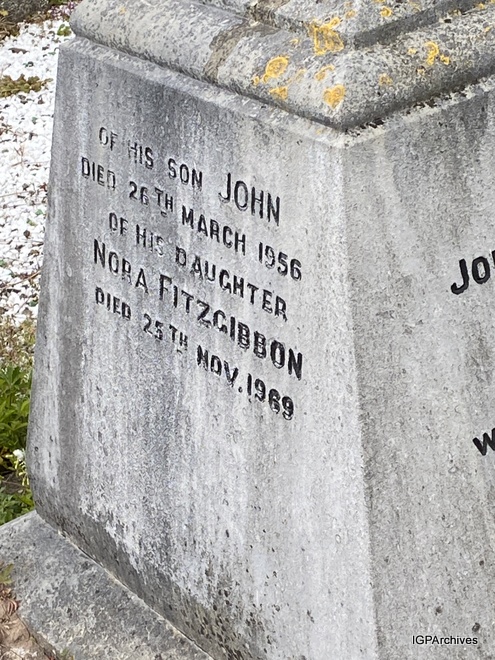 OF HIS SON JOHN
DIED 26TH MARCH 1956
OF HIS DAUGHTER
NORA FITZGIBBON
DIED 25TH NOV. 1969
IGPArchives